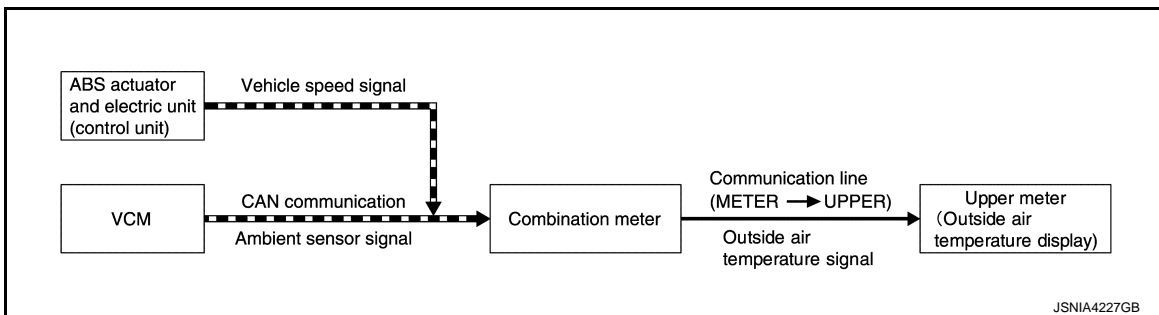 ABS actuator
and electric unit
(control unit)
Vehicle speed signal
VCM
CAN communication
Ambient sensor signal
Combination meter
Communication line
(METER → UPPER)
Outside air
temperature signal
Upper meter
(Outside air
temperature display)
JSNIA4227GB